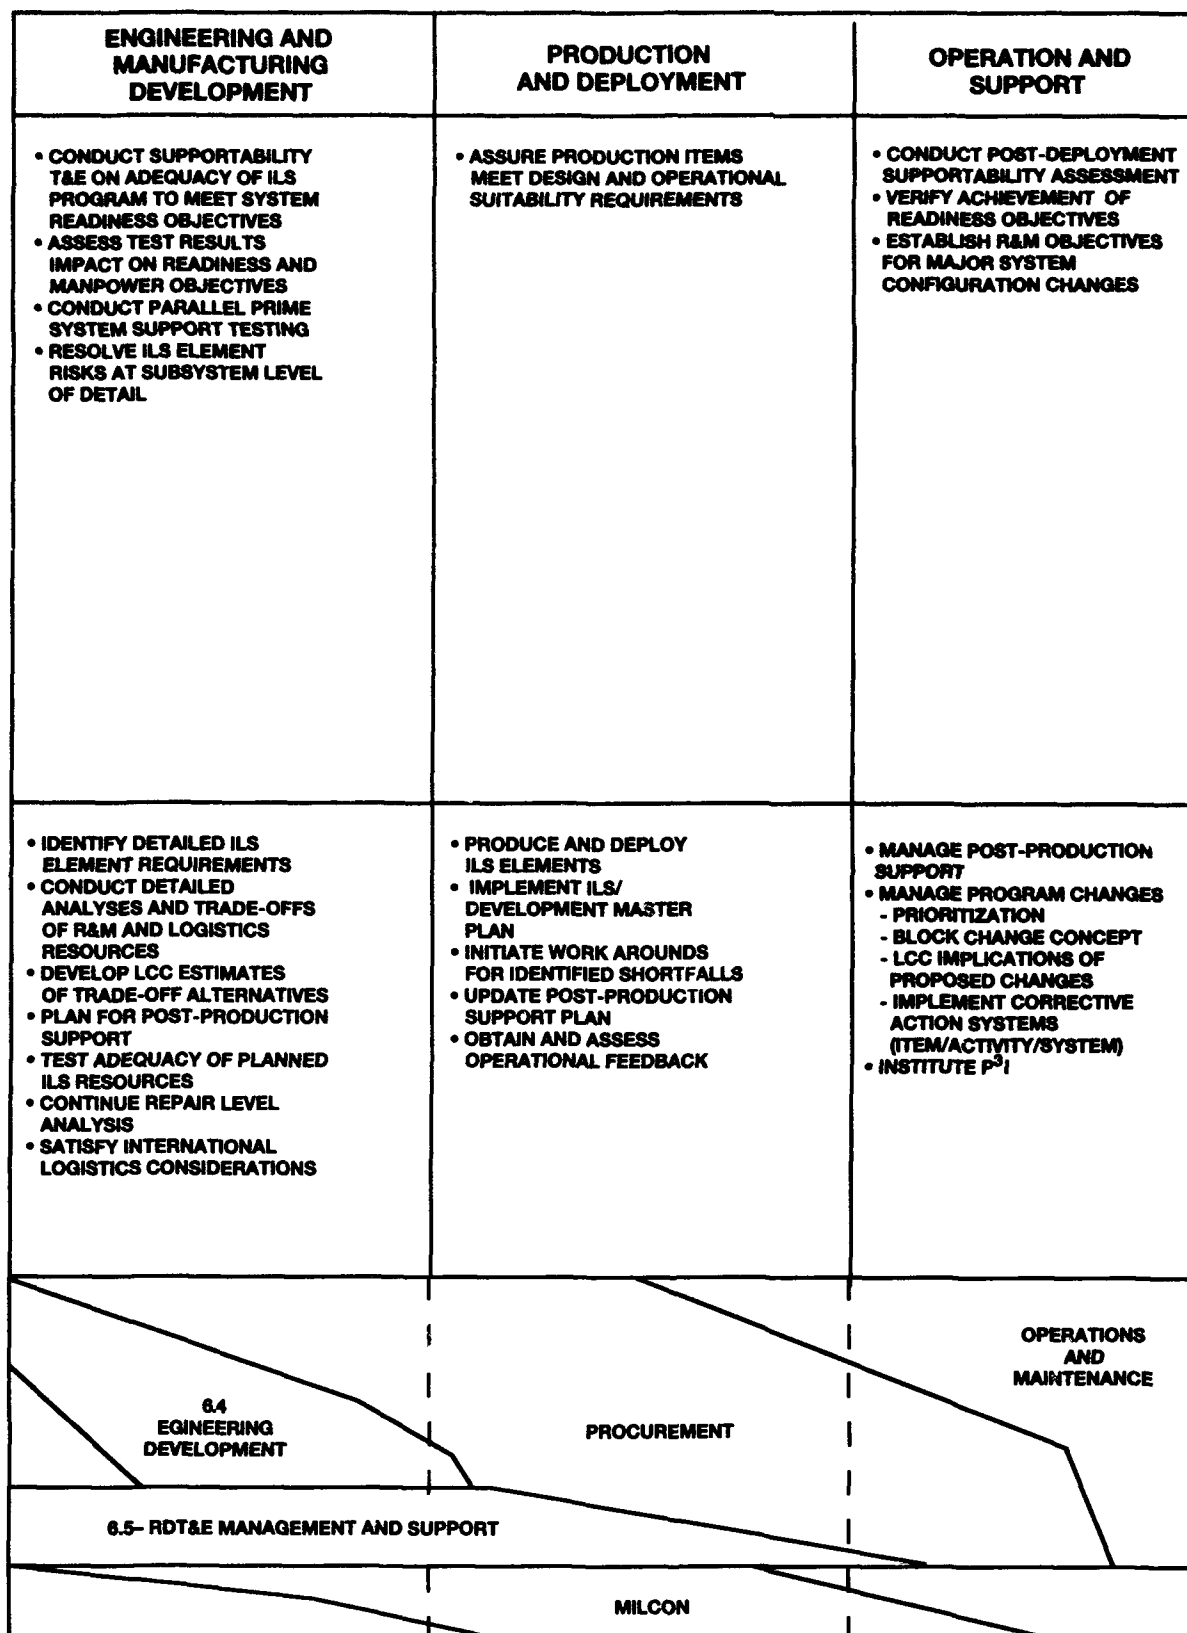 ENGINEERING AND
MANUFACTURING
DEVELOPMENT
PRODUCTION
AND DEPLOYMENT
OPERATION AND
SUPPORT
• CONDUCT SUPPORTABILITY
T&E ON ADEQUACY OF ILS
PROGRAM TO MEET SYSTEM
READINESS OBJECTIVES
• ASSESS TEST RESULTS
IMPACT ON READINESS AND
MANPOWER OBJECTIVES
• CONDUCT PARALLEL PRIME
SYSTEM SUPPORT TESTING
• RESOLVE ILS ELEMENT
RISKS AT SUBSYSTEM LEVEL
OF DETAIL
• ASSURE PRODUCTION ITEMS
MEET DESIGN AND OPERATIONAL
SUITABILITY REQUIREMENTS
• CONDUCT POST-DEPLOYMENT
SUPPORTABILITY ASSESSMENT
• VERIFY ACHIEVEMENT OF
READINESS OBJECTIVES
• ESTABLISH R&M OBJECTIVES
FOR MAJOR SYSTEM
CONFIGURATION CHANGES
• IDENTIFY DETAILED ILS
ELEMENT REQUIREMENTS
• CONDUCT DETAILED
ANALYSES AND TRADE-OFFS
OF R&M AND LOGISTICS
RESOURCES
• DEVELOP LCC ESTIMATES
OF TRADE-OFF ALTERNATIVES
• PLAN FOR POST-PRODUCTION
SUPPORT
• TEST ADEQUACY OF PLANNED
ILS RESOURCES
• CONTINUE REPAIR LEVEL
ANALYSIS
• SATISFY INTERNATIONAL
LOGISTICS CONSIDERATIONS
• PRODUCE AND DEPLOY
ILS ELEMENTS
• IMPLEMENT ILS/
DEVELOPMENT MASTER
PLAN
• INITIATE WORK AROUNDS
FOR IDENTIFIED SHORTFALLS
• UPDATE POST-PRODUCTION
SUPPORT PLAN
• OBTAIN AND ASSESS
OPERATIONAL FEEDBACK
• MANAGE POST-PRODUCTION
SUPPORT
• MANAGE PROGRAM CHANGES
- PRIORITIZATION
- BLOCK CHANGE CONCEPT
- LCC IMPLICATIONS OF
PROPOSED CHANGES
- IMPLEMENT CORRECTIVE
ACTION SYSTEMS
(ITEM/ACTIVITY/SYSTEM)
• INSTITUTE P³I
6.4
EGINEERING
DEVELOPMENT
PROCUREMENT
OPERATIONS
AND
MAINTENANCE
6.5– RDT&E MANAGEMENT AND SUPPORT
MILCON